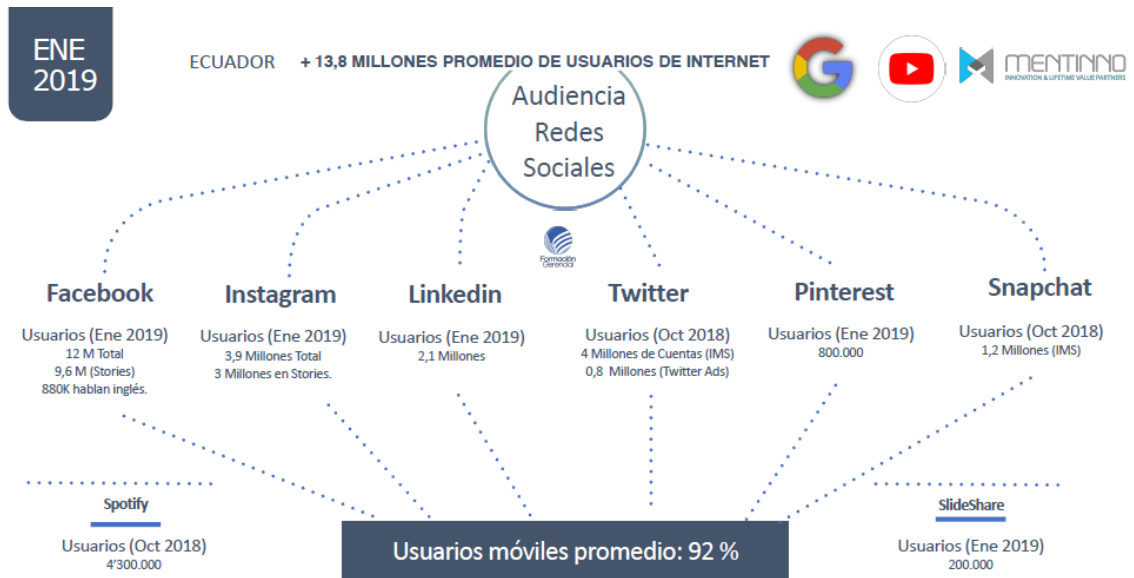 ENE
2019
ECUADOR + 13,8 MILLONES PROMEDIO DE USUARIOS DE INTERNET
MENTINNO
INNOVATION & LIFETIME VALUE PARTNERS
Audiencia
Redes
Sociales
Formación
Gerencial
Facebook
Usuarios (Ene 2019)
12 M Total
9,6 M (Stories)
880K hablan inglés.
Instagram
Usuarios (Ene 2019)
3,9 Millones Total
3 Millones en Stories.
Linkedin
Usuarios (Ene 2019)
2,1 Millones
Twitter
Usuarios (Oct 2018)
4 Millones de Cuentas (IMS)
0,8 Millones (Twitter Ads)
Pinterest
Usuarios (Ene 2019)
800.000
Snapchat
Usuarios (Oct 2018)
1,2 Millones (IMS)
Spotify
Usuarios (Oct 2018)
4'300.000
Usuarios móviles promedio: 92 %
SlideShare
Usuarios (Ene 2019)
200.000